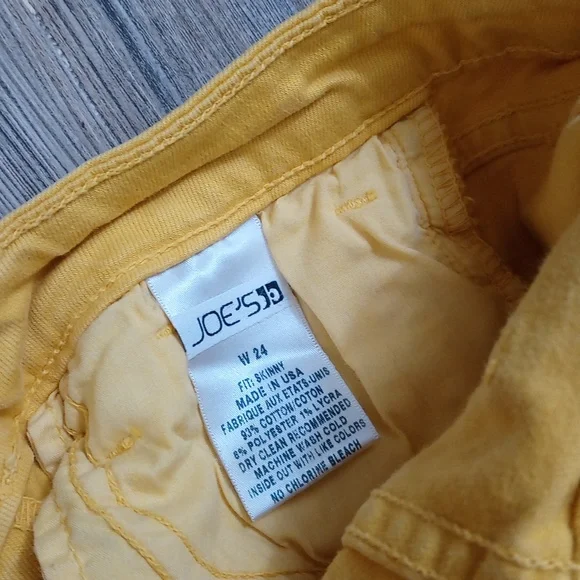 JOE'S
W 24
FIT: SKINNY
MADE IN USA
FABRIQUE AUX ETATS-UNIS
93% COTTON/COTON
6% POLYESTER 1% LYCRA
DRY CLEAN RECOMMENDED
MACHINE WASH COLD
INSIDE OUT WITH LIKE COLORS
NO CHLORINE BLEACH